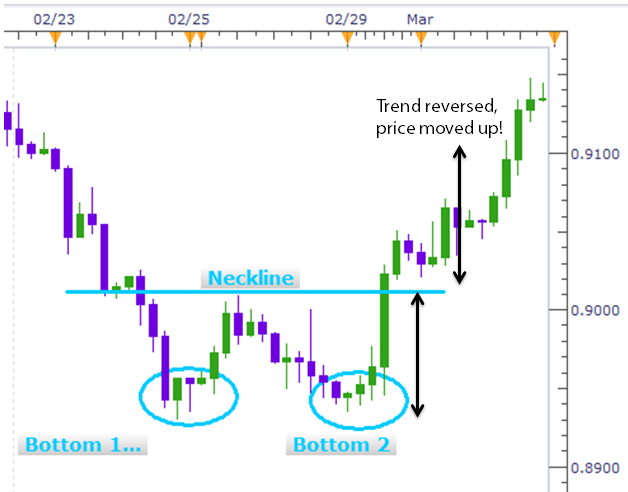 02/23 02/25 02/29 Mar
Trend reversed,
price moved up!
0.9100
Neckline
0.9000
Bottom 1...
Bottom 2
0.8900